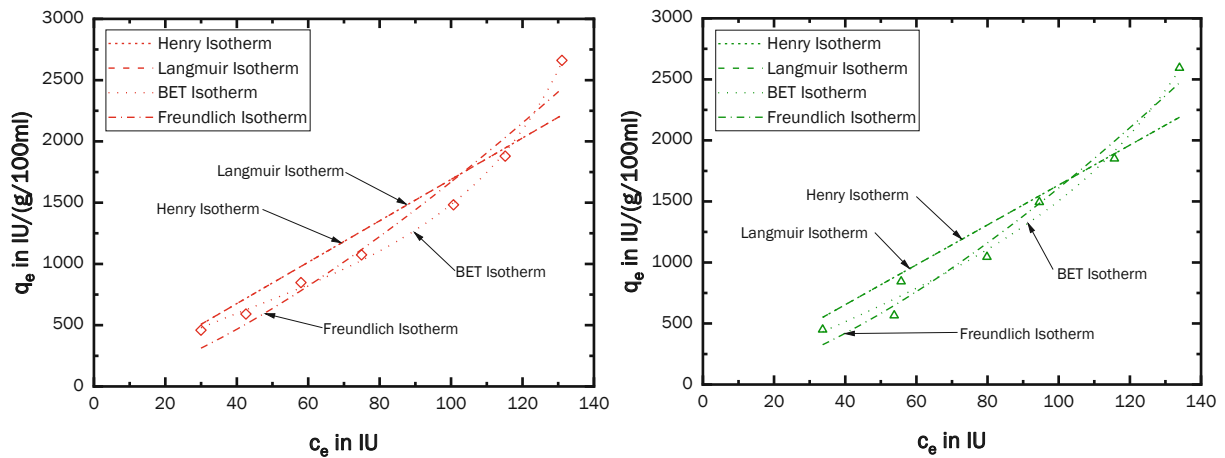 3000
2500
2000
1500
1000
500
0
q_e in IU/(g/100ml)
Henry Isotherm
Langmuir Isotherm
BET Isotherm
Freundlich Isotherm
Langmuir Isotherm
Henry Isotherm
BET Isotherm
Freundlich Isotherm
0 20 40 60 80 100 120 140
c_e in IU
3000
2500
2000
1500
1000
500
0
q_e in IU/(g/100ml)
Henry Isotherm
Langmuir Isotherm
BET Isotherm
Freundlich Isotherm
Henry Isotherm
Langmuir Isotherm
BET Isotherm
Freundlich Isotherm
0 20 40 60 80 100 120 140
c_e in IU